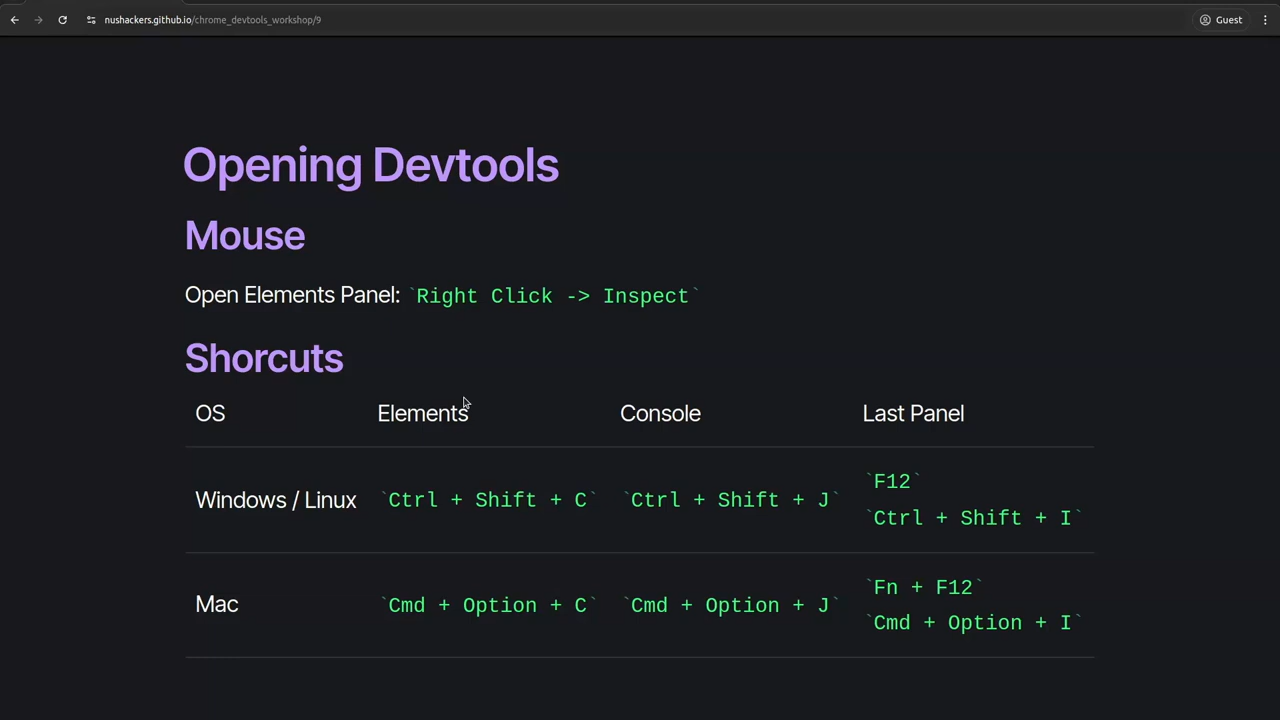 nushackers.github.io/chrome_devtools_workshop/9
Guest
Opening Devtools
Mouse
Open Elements Panel: `Right Click -> Inspect`
Shorcuts
OS Elements Console Last Panel
Windows / Linux `Ctrl + Shift + C` `Ctrl + Shift + J` `F12`
`Ctrl + Shift + I`
Mac `Cmd + Option + C` `Cmd + Option + J` `Fn + F12`
`Cmd + Option + I`